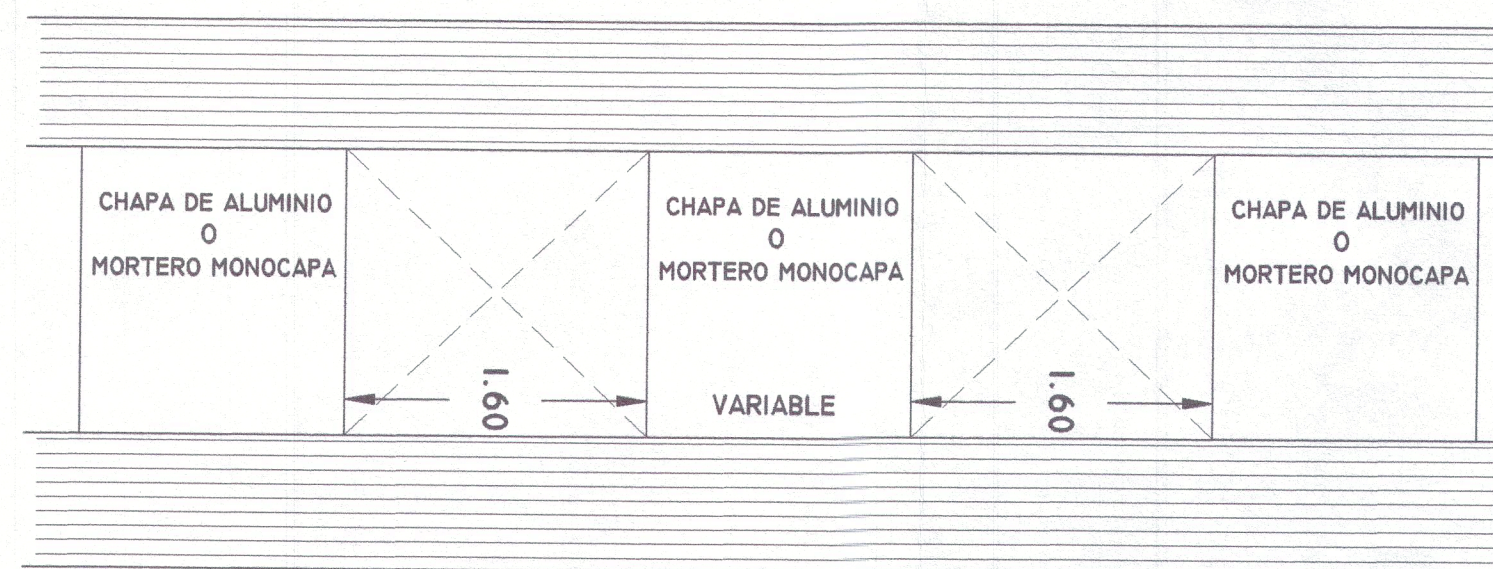 CHAPA DE ALUMINIO
O
MORTERO MONOCAPA
1.60
CHAPA DE ALUMINIO
O
MORTERO MONOCAPA
VARIABLE
1.60
CHAPA DE ALUMINIO
O
MORTERO MONOCAPA